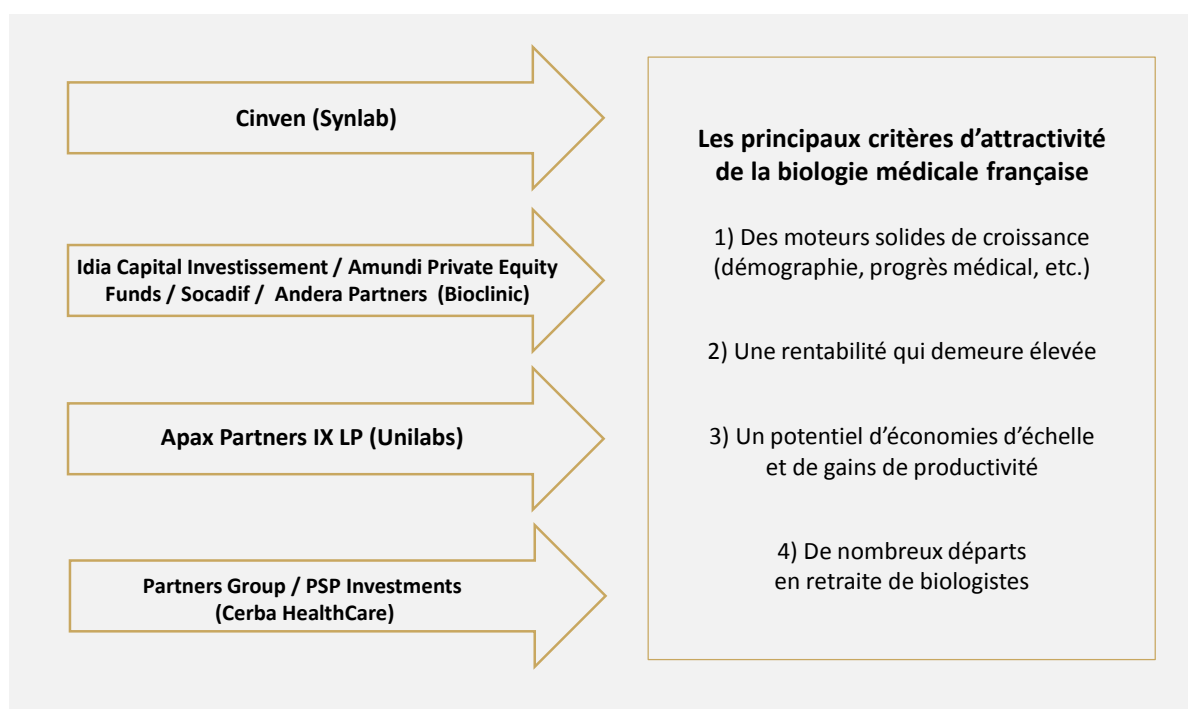 Cinven (Synlab)
Idia Capital Investissement / Amundi Private Equity
Funds / Socadif / Andera Partners (Bioclinic)
Apax Partners IX LP (Unilabs)
Partners Group / PSP Investments
(Cerba HealthCare)
Les principaux critères d’attractivité
de la biologie médicale française
1) Des moteurs solides de croissance
(démographie, progrès médical, etc.)
2) Une rentabilité qui demeure élevée
3) Un potentiel d’économies d’échelle
et de gains de productivité
4) De nombreux départs
en retraite de biologistes